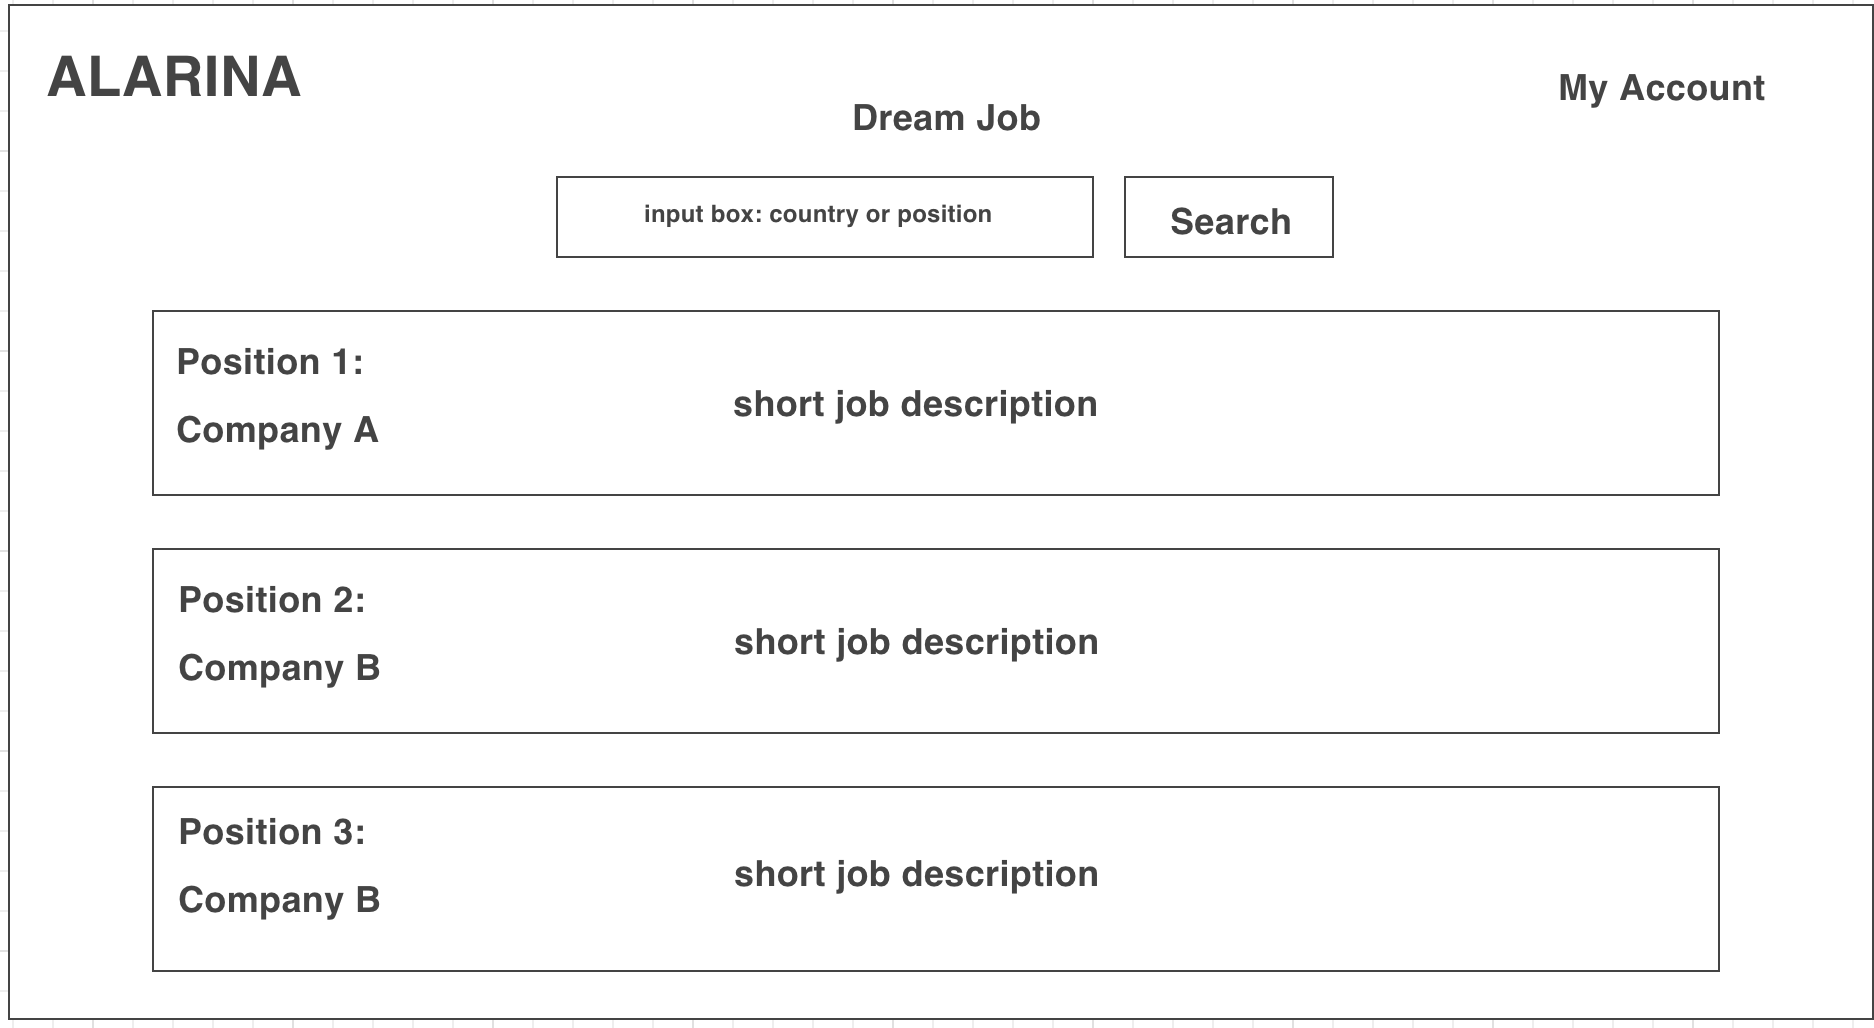 ALARINA
My Account
Dream Job
input box: country or position
Search
Position 1:
Company A
short job description
Position 2:
Company B
short job description
Position 3:
Company B
short job description